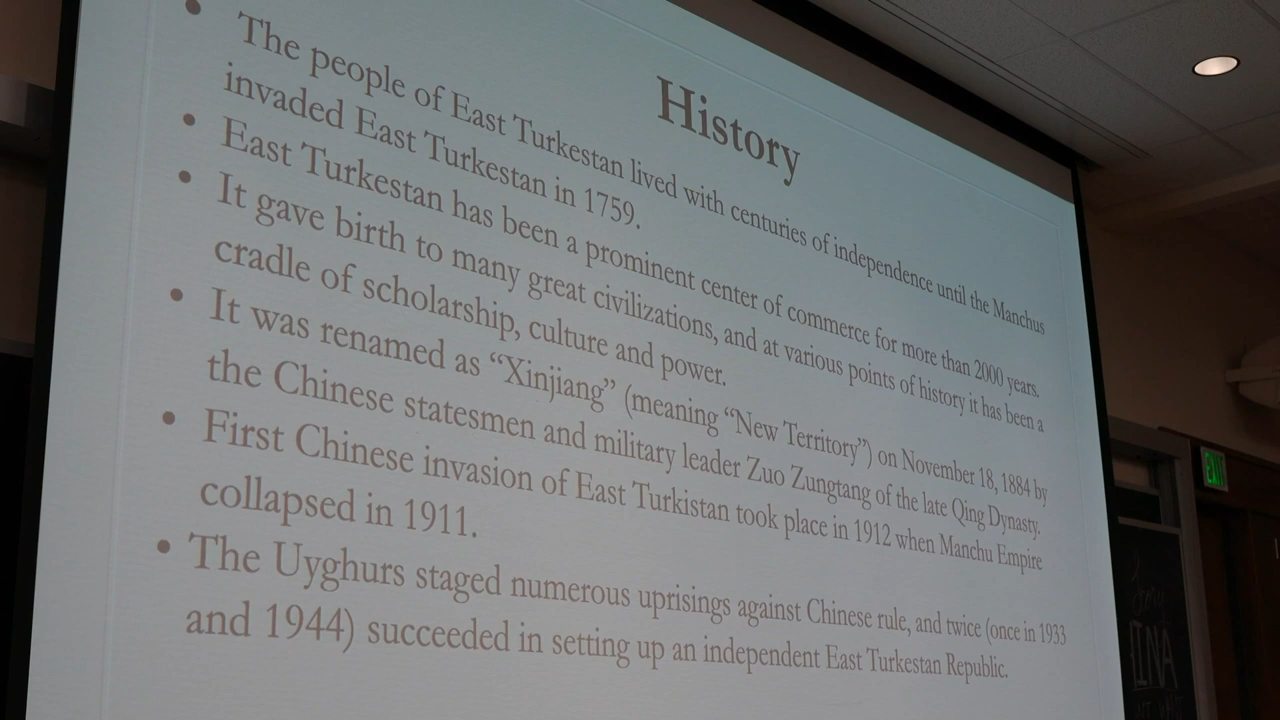 History
• The people of East Turkestan lived with centuries of independence until the Manchus
invaded East Turkestan in 1759.
• East Turkestan has been a prominent center of commerce for more than 2000 years.
• It gave birth to many great civilizations, and at various points of history it has been a
cradle of scholarship, culture and power.
• It was renamed as “Xinjiang” (meaning “New Territory”) on November 18, 1884 by
the Chinese statesmen and military leader Zuo Zungtang of the late Qing Dynasty.
• First Chinese invasion of East Turkistan took place in 1912 when Manchu Empire
collapsed in 1911.
• The Uyghurs staged numerous uprisings against Chinese rule, and twice (once in 1933
and 1944) succeeded in setting up an independent East Turkestan Republic.
EXIT